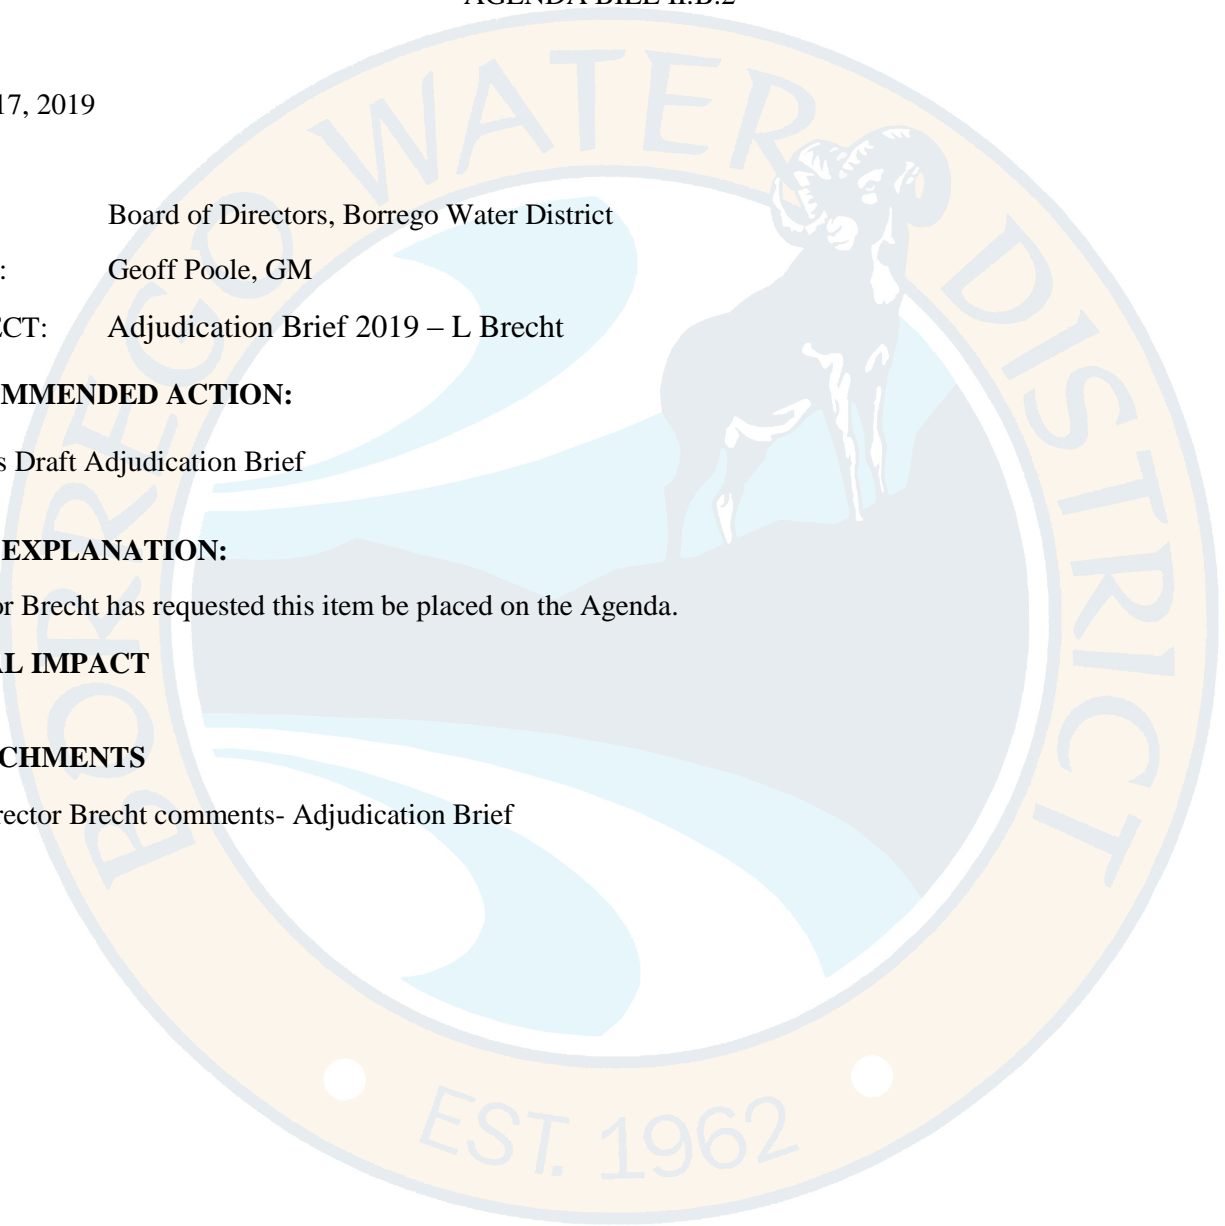 AGENDA BILL II.B.2
17, 2019
Board of Directors, Borrego Water District
: Geoff Poole, GM
ECT: Adjudication Brief 2019 – L Brecht
MMENDED ACTION:
s Draft Adjudication Brief
EXPLANATION:
or Brecht has requested this item be placed on the Agenda.
AL IMPACT
CHMENTS
rector Brecht comments- Adjudication Brief
BORREGO WATER DISTRICT
EST. 1962